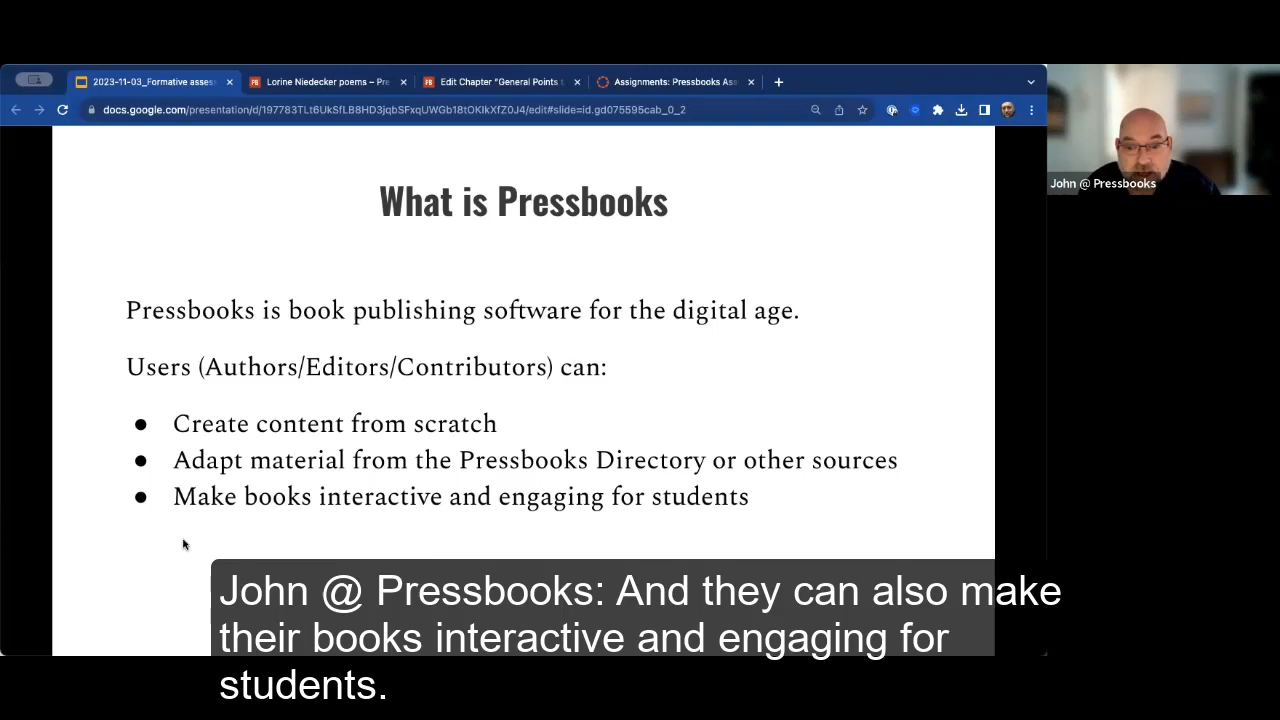 2023-11-03_Formative assess
Lorine Niedecker poems – Pre
Edit Chapter "General Points t
Assignments: Pressbooks Ass
docs.google.com/presentation/d/197783TLt6UkSfLB8HD3jqbSFxqUWGb18tOKIkXfZ0J4/edit#slide=id.gd075595cab_0_2
What is Pressbooks
Pressbooks is book publishing software for the digital age.
Users (Authors/Editors/Contributors) can:
● Create content from scratch
● Adapt material from the Pressbooks Directory or other sources
● Make books interactive and engaging for students
John @ Pressbooks
John @ Pressbooks: And they can also make
their books interactive and engaging for
students.